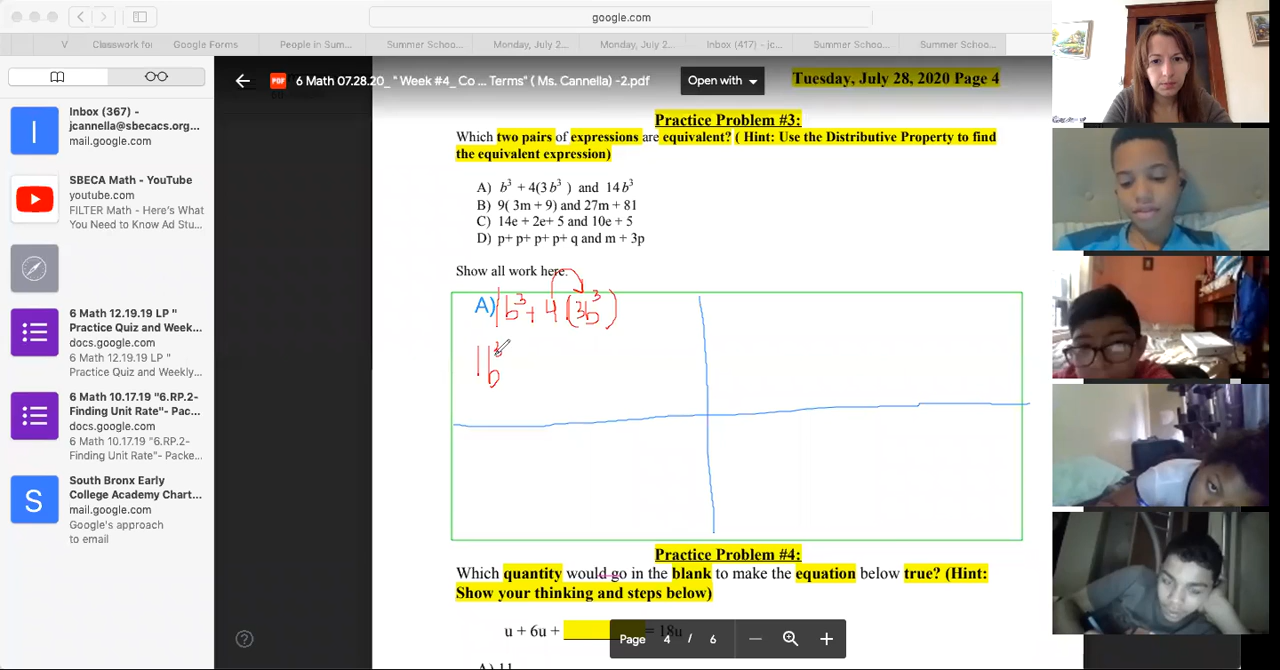 google.com
V
Classwork for
Google Forms
People in Sum...
Summer Schoo...
Monday, July 2...
Monday, July 2...
Inbox (417) - jc...
Summer Schoo...
Summer Schoo...
Inbox (367) -
jcannella@sbecacs.org...
mail.google.com
SBECA Math - YouTube
youtube.com
FILTER Math - Here's What
You Need to Know Ad Stu...
6 Math 12.19.19 LP "
Practice Quiz and Week...
docs.google.com
6 Math 12.19.19 LP "
Practice Quiz and Weekly...
6 Math 10.17.19 "6.RP.2-
Finding Unit Rate"- Pace...
docs.google.com
6 Math 10.17.19 "6.RP.2-
Finding Unit Rate"- Packe...
S
South Bronx Early
College Academy Chart...
mail.google.com
Google's approach
to email
PDF
6 Math 07.28.20_ " Week #4_ Co ... Terms" ( Ms. Cannella) -2.pdf
Open with
Tuesday, July 28, 2020 Page 4
Practice Problem #3:
Which two pairs of expressions are equivalent? ( Hint: Use the Distributive Property to find
the equivalent expression)
A) b³ + 4(3b³ ) and 14b³
B) 9( 3m + 9) and 27m + 81
C) 14e + 2e+ 5 and 10e + 5
D) p+ p+ p+ p+ q and m + 3p
Show all work here.
A) 1b³ + 4(3b³)
Practice Problem #4:
Which quantity would go in the blank to make the equation below true? (Hint:
Show your thinking and steps below)
u + 6u + = 18u
A) 11
Page 4 / 6